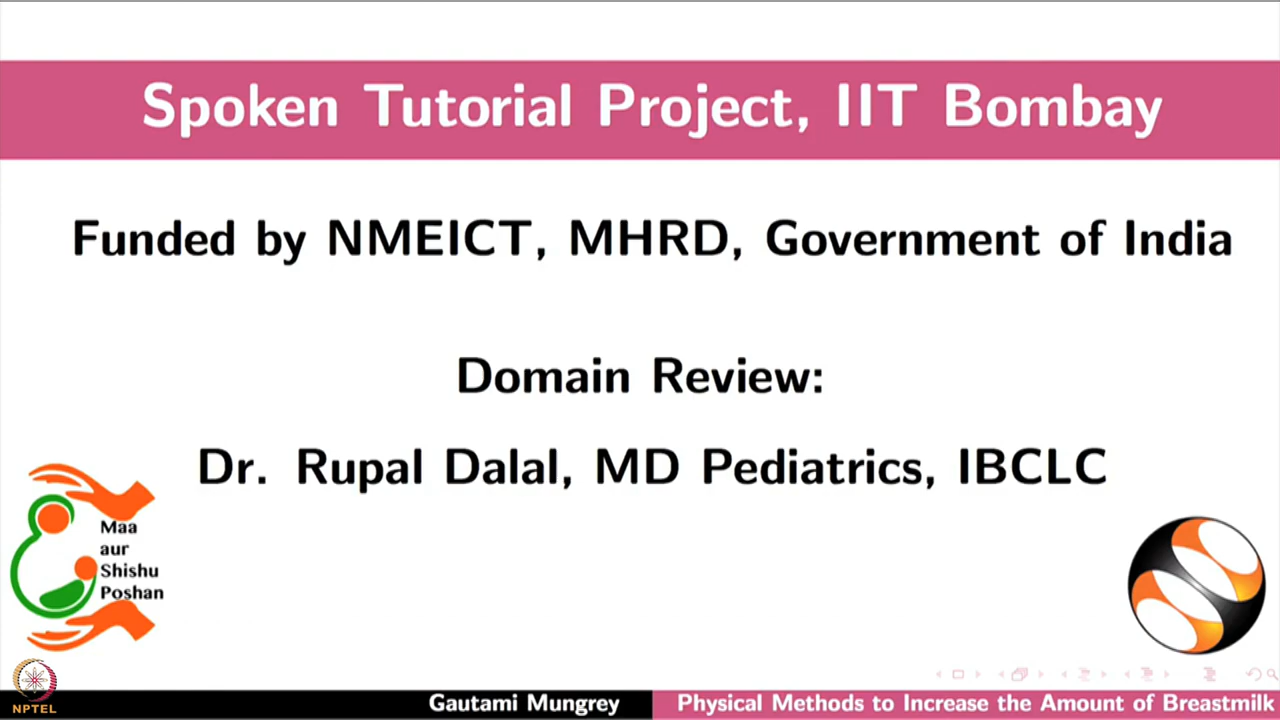 Spoken Tutorial Project, IIT Bombay
Funded by NMEICT, MHRD, Government of India
Domain Review:
Dr. Rupal Dalal, MD Pediatrics, IBCLC
Maa
aur
Shishu
Poshan
NPTEL
Gautami Mungrey
Physical Methods to Increase the Amount of Breastmilk